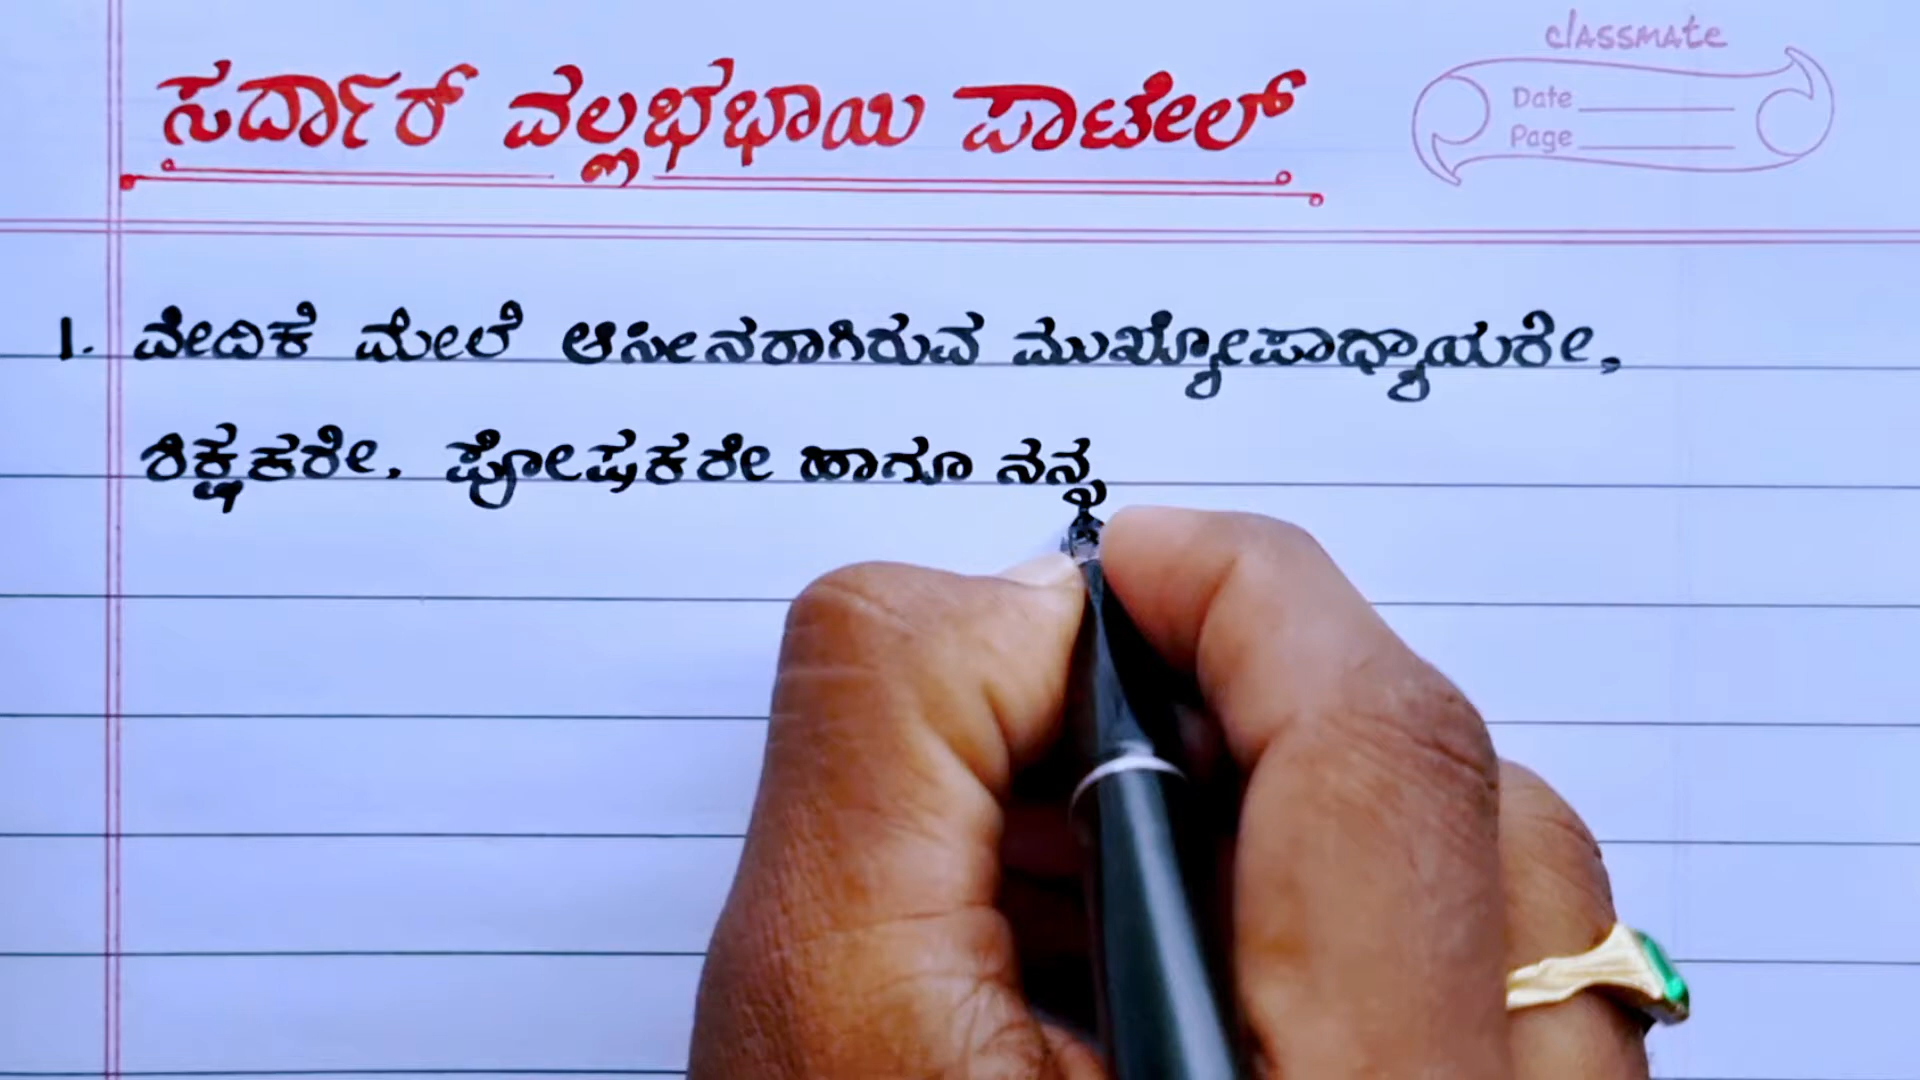 classmate
Date
Page
ಸರ್ದಾರ್ ವಲ್ಲಭಭಾಯಿ ಪಾಟೇಲ್
1. ವೇದಿಕೆ ಮೇಲೆ ಆಸೀನರಾಗಿರುವ ಮುಖ್ಯೋಪಾಧ್ಯಾಯರೇ,
ಶಿಕ್ಷಕರೇ, ಪೋಷಕರೇ ಹಾಗೂ ನನ್ನ